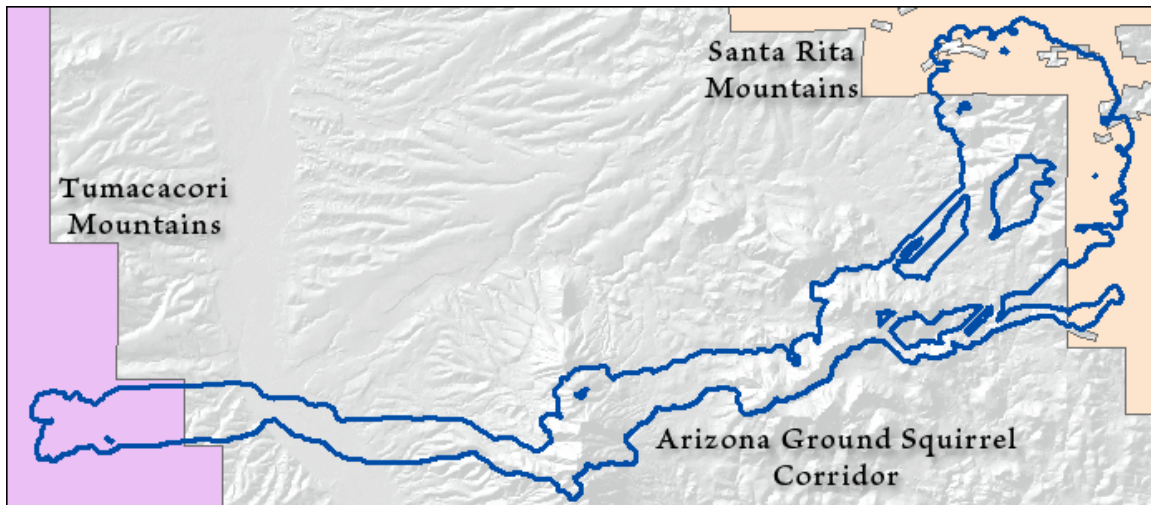 Santa Rita
Mountains
Tumacacori
Mountains
Arizona Ground Squirrel
Corridor